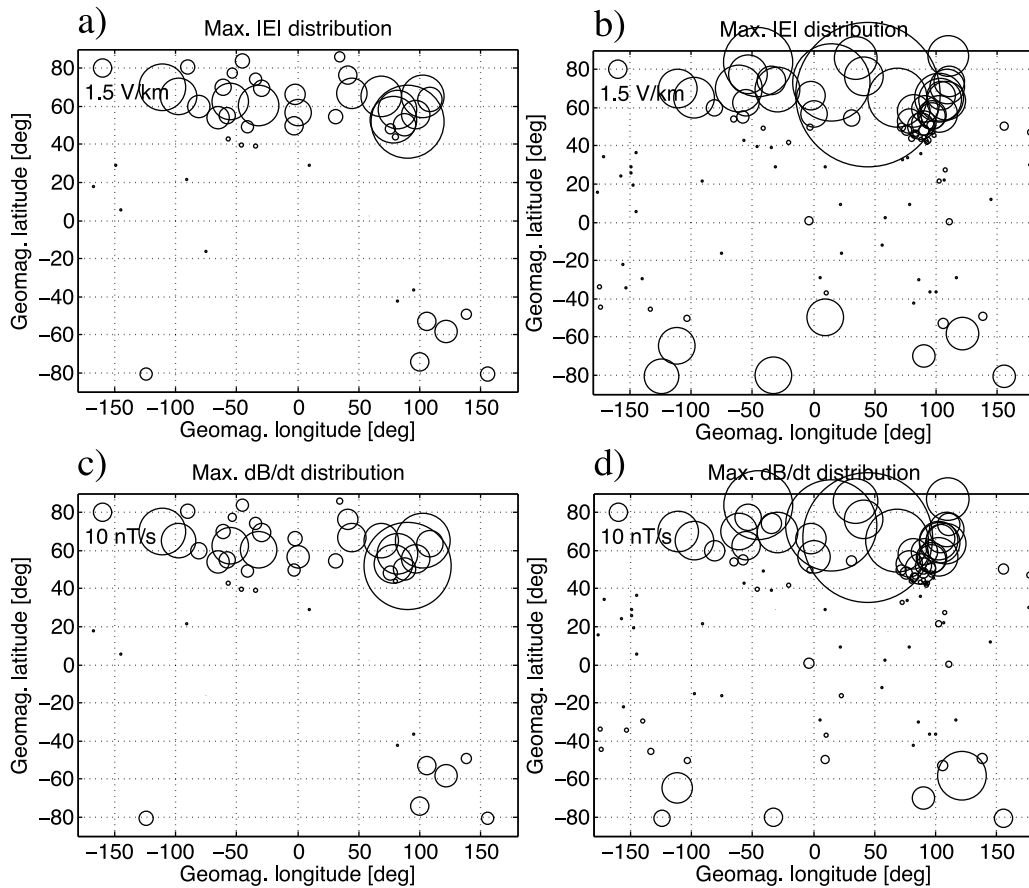 a)
Max. lEl distribution
80
1.5 V/km
60
40
20
0
−20
−40
−60
−80
Geomag. latitude [deg]
−150 −100 −50 0 50 100 150
Geomag. longitude [deg]
b)
Max. lEl distribution
80
1.5 V/km
60
40
20
0
−20
−40
−60
−80
Geomag. latitude [deg]
−150 −100 −50 0 50 100 150
Geomag. longitude [deg]
c)
Max. dB/dt distribution
80
10 nT/s
60
40
20
0
−20
−40
−60
−80
Geomag. latitude [deg]
−150 −100 −50 0 50 100 150
Geomag. longitude [deg]
d)
Max. dB/dt distribution
80
10 nT/s
60
40
20
0
−20
−40
−60
−80
Geomag. latitude [deg]
−150 −100 −50 0 50 100 150
Geomag. longitude [deg]